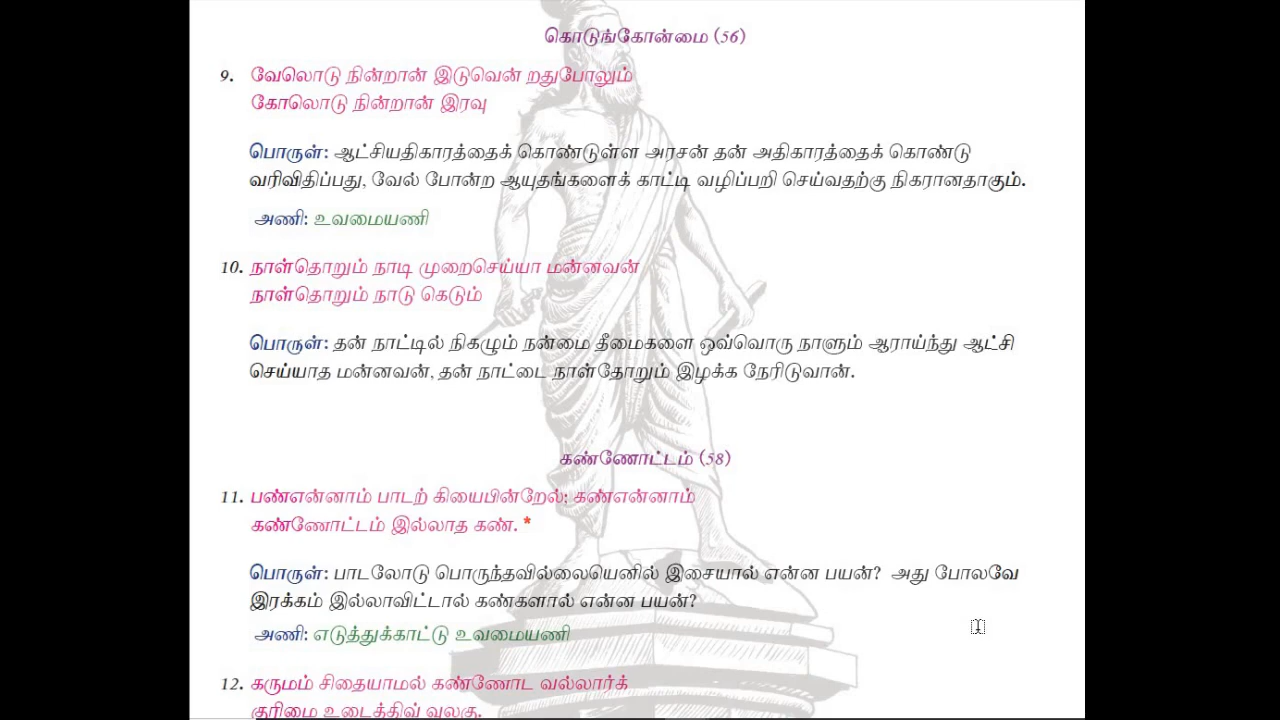 கொடுங்கோன்மை (56)
9. வேலொடு நின்றான் இடுவென் றதுபோலும்
கோலொடு நின்றான் இரவு
பொருள்: ஆட்சியதிகாரத்தைக் கொண்டுள்ள அரசன் தன் அதிகாரத்தைக் கொண்டு
வரிவிதிப்பது, வேல் போன்ற ஆயுதங்களைக் காட்டி வழிப்பறி செய்வதற்கு நிகரானதாகும்.
அணி: உவமையணி
10. நாள்தொறும் நாடி முறைசெய்யா மன்னவன்
நாள்தொறும் நாடு கெடும்
பொருள்: தன் நாட்டில் நிகழும் நன்மை தீமைகளை ஒவ்வொரு நாளும் ஆராய்ந்து ஆட்சி
செய்யாத மன்னவன், தன் நாட்டை நாள்தோறும் இழக்க நேரிடுவான்.
கண்ணோட்டம் (58)
11. பண்என்னாம் பாடற் கியைபின்றேல்; கண்என்னாம்
கண்ணோட்டம் இல்லாத கண். *
பொருள்: பாடலோடு பொருந்தவில்லையெனில் இசையால் என்ன பயன்? அது போலவே
இரக்கம் இல்லாவிட்டால் கண்களால் என்ன பயன்?
அணி: எடுத்துக்காட்டு உவமையணி
12. கருமம் சிதையாமல் கண்ணோட வல்லார்க்
குரிமை உடைத்திவ் வுலகு.